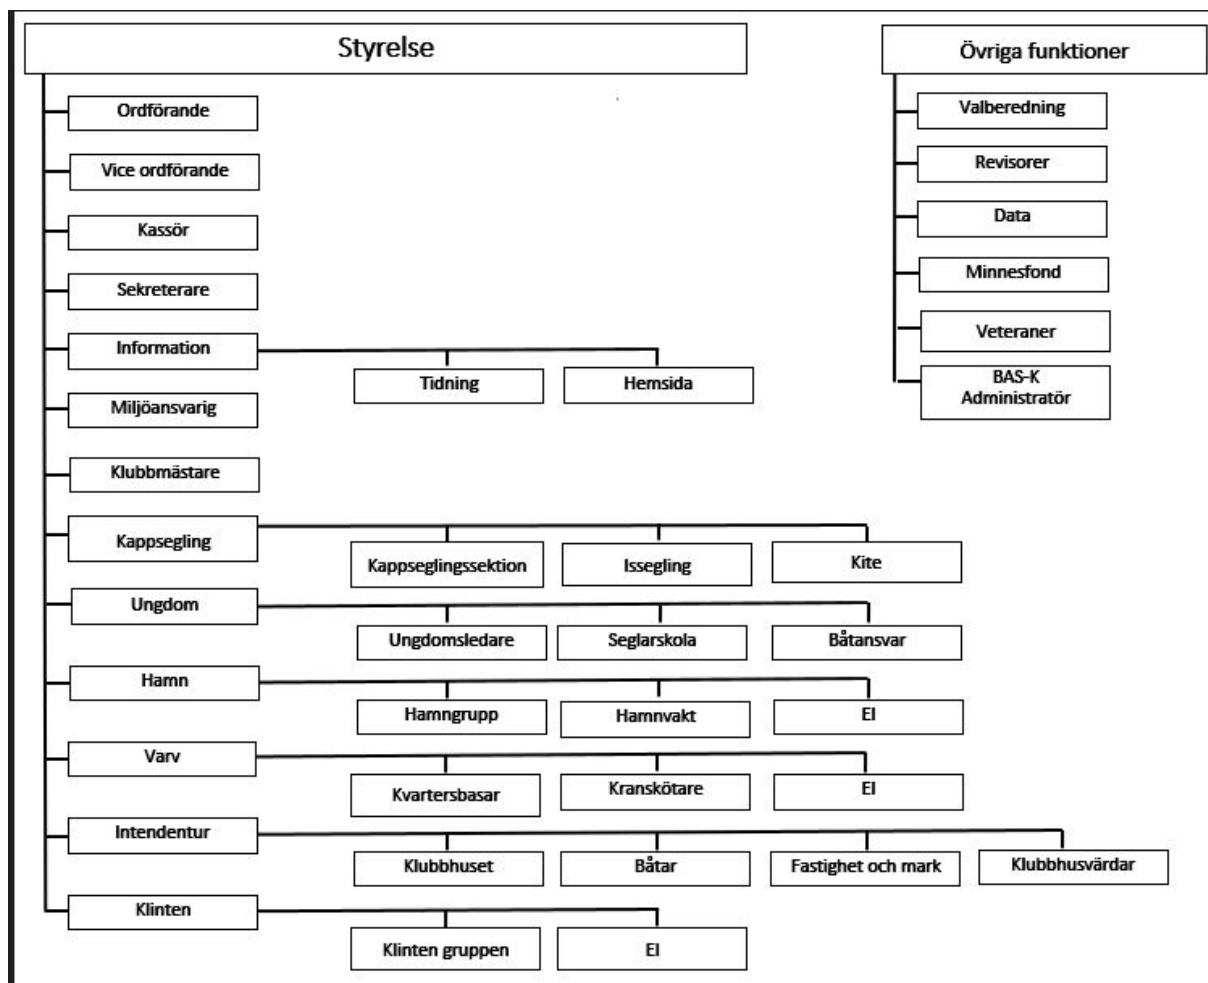 Styrelse
Ordförande
Vice ordförande
Kassör
Sekreterare
Information
Tidning
Hemsida
Miljöansvarig
Klubbmästare
Kappsegling
Kappseglingssektion
Issegling
Kite
Ungdom
Ungdomsledare
Seglarskola
Båtansvar
Hamn
Hamngrupp
Hamnvakt
El
Varv
Kvartersbasar
Kranskötare
El
Intendentur
Klubbhuset
Båtar
Fastighet och mark
Klubbhusvärdar
Klinten
Klinten gruppen
El
Övriga funktioner
Valberedning
Revisorer
Data
Minnesfond
Veteraner
BAS-K
Administratör